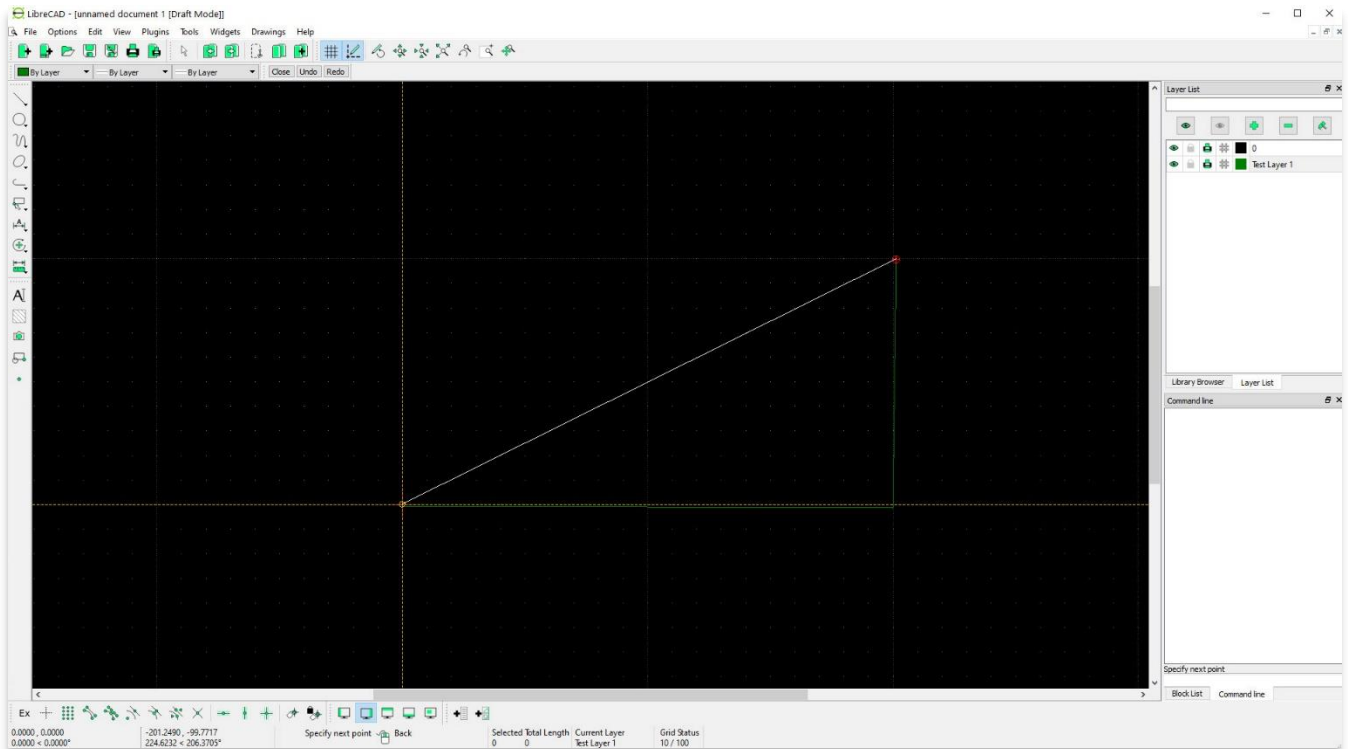 LibreCAD - [unnamed document 1 [Draft Mode]]
File Options Edit View Plugins Tools Widgets Drawings Help
By Layer By Layer By Layer Close Undo Redo
Layer List
0
Test Layer 1
A
Library Browser Layer List
Command line
Specify next point
Block List Command line
Ex
0.0000 , 0.0000 -201.2490 , -99.7717 Specify next point Back Selected Total Length Current Layer Grid Status
0.0000 < 0.0000° 224.6232 < 206.3705° 0 0 Test Layer 1 10 / 100